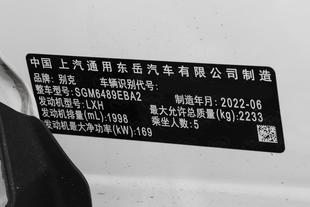 中国 上汽通用东岳汽车有限公司制造
品牌:别克 车辆识别代号:
整车型号:SGM6489EBA2 制造年月:2022-06
发动机型号:LXH 最大允许总质量(kg):2233
发动机排量(mL):1998 乘坐人数:5
发动机最大净功率(kW):169